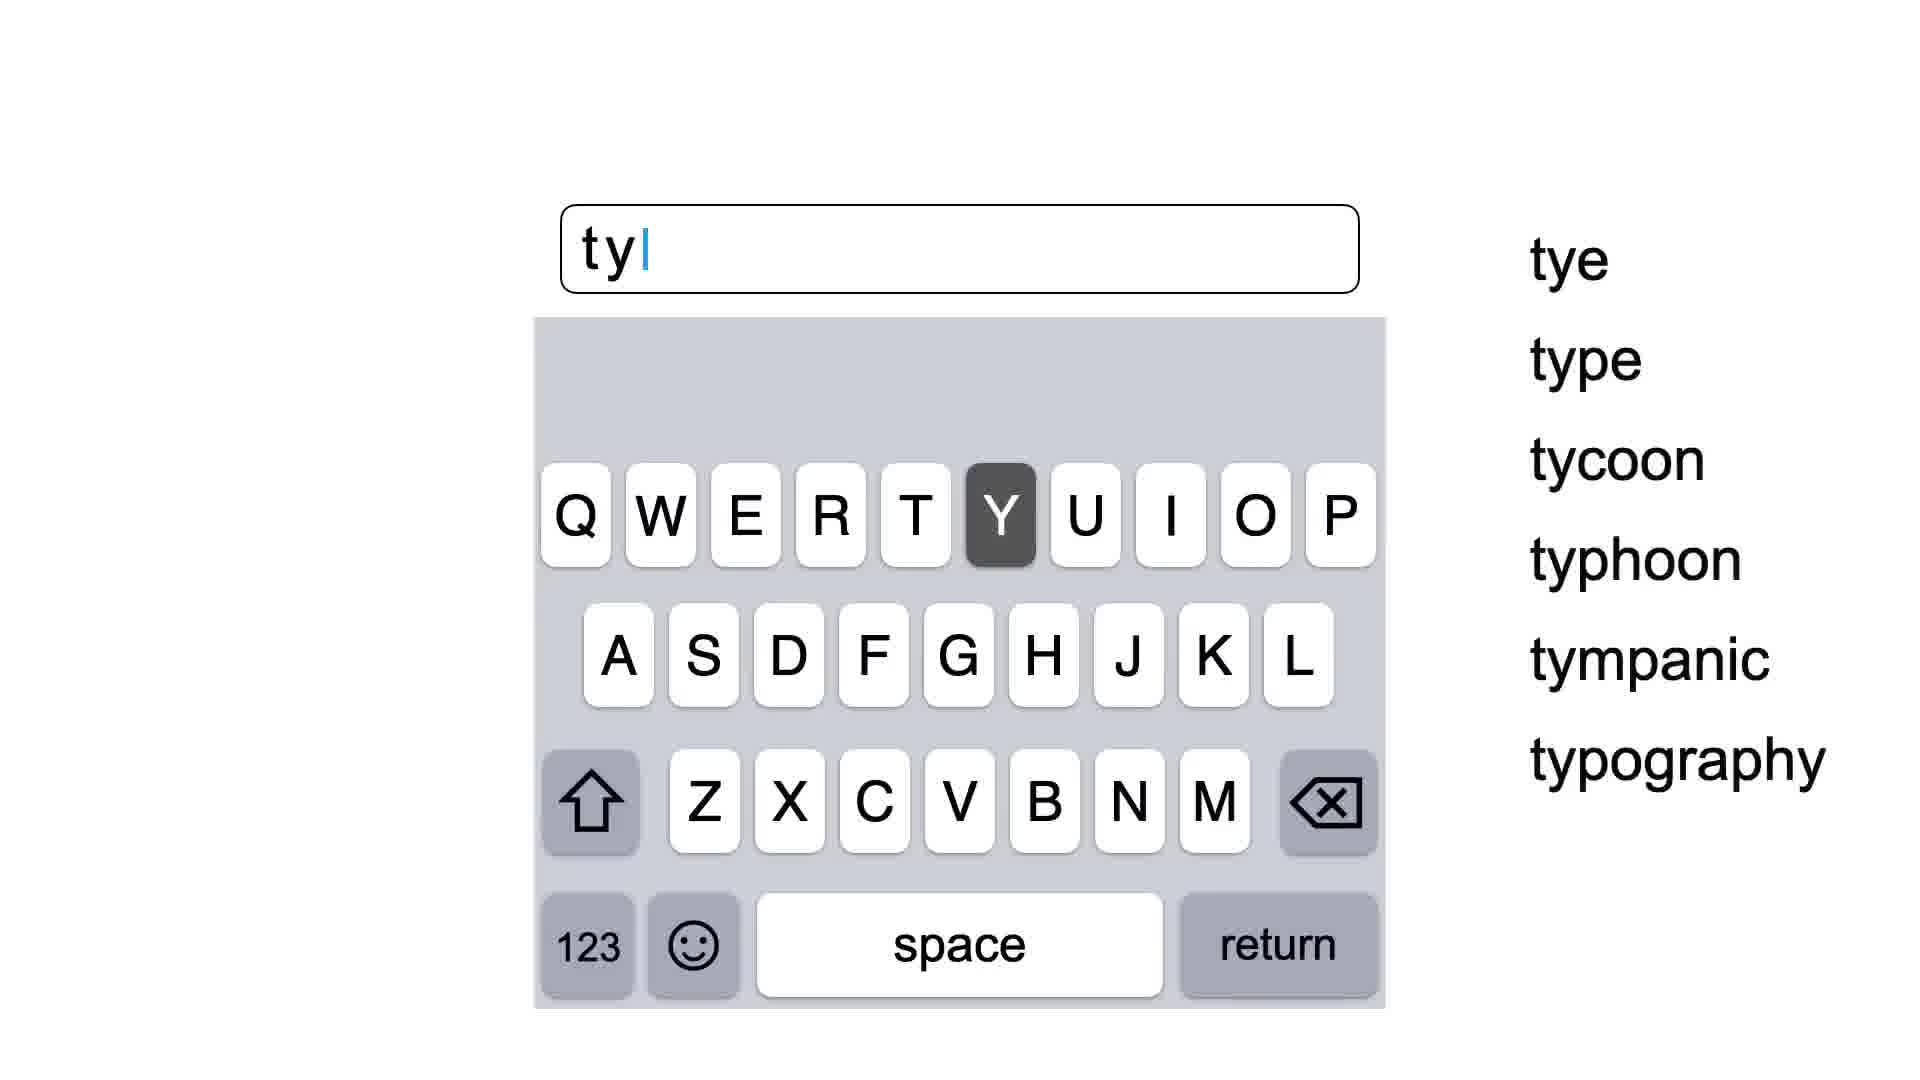 ty
tye
type
tycoon
typhoon
tympanic
typography
Q W E R T Y U I O P
A S D F G H J K L
Z X C V B N M
123 space return